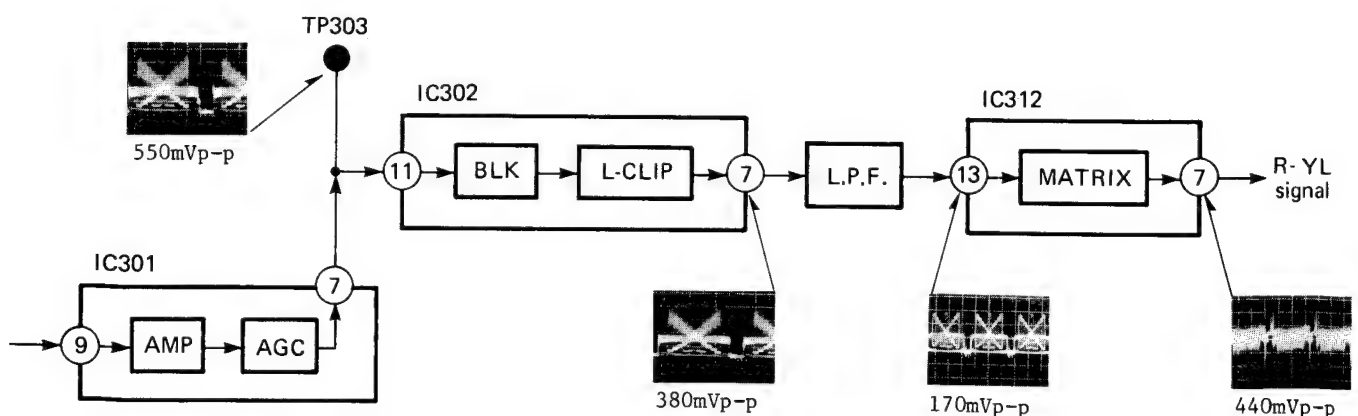 TP303
550mVp-p
IC302
11
BLK
L-CLIP
7
L.P.F.
IC312
13
MATRIX
7
R-YL
signal
IC301
7
9
AMP
AGC
380mVp-p
170mVp-p
440mVp-p